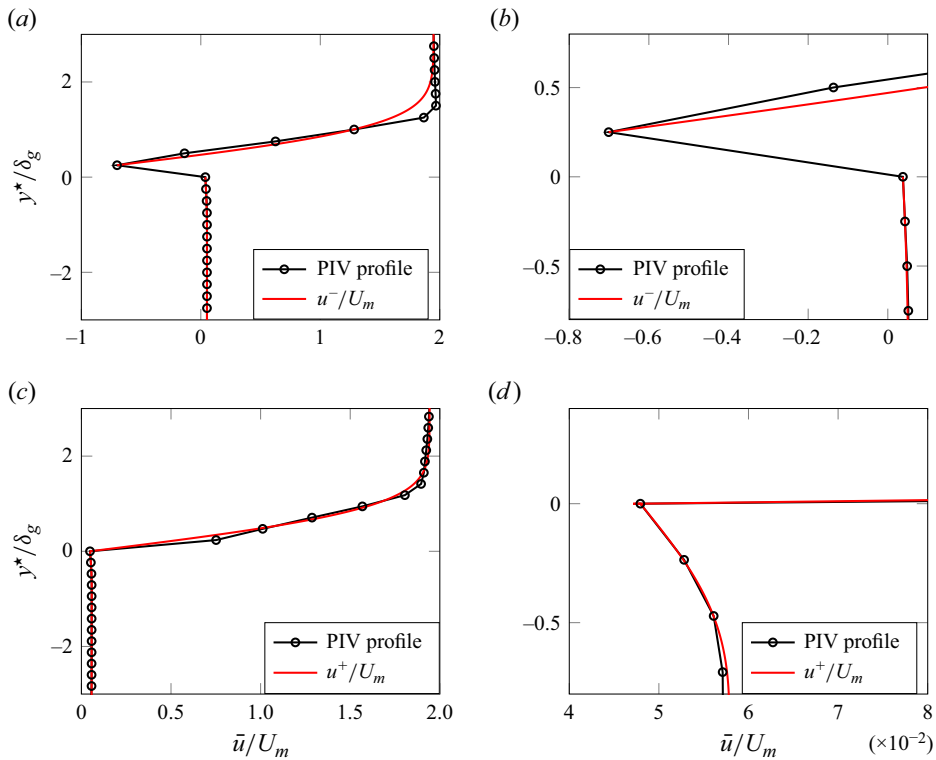 (a)
(b)
2
0
−2
y★/δg
−1
0
1
2
PIV profile
u−/Um
0.5
0
−0.5
−0.8
−0.6
−0.4
−0.2
0
PIV profile
u−/Um
(c)
(d)
2
0
−2
y★/δg
0
0.5
1.0
1.5
2.0
ū/Um
PIV profile
u+/Um
0
−0.5
4
5
6
7
8
ū/Um
(×10−2)
PIV profile
u+/Um